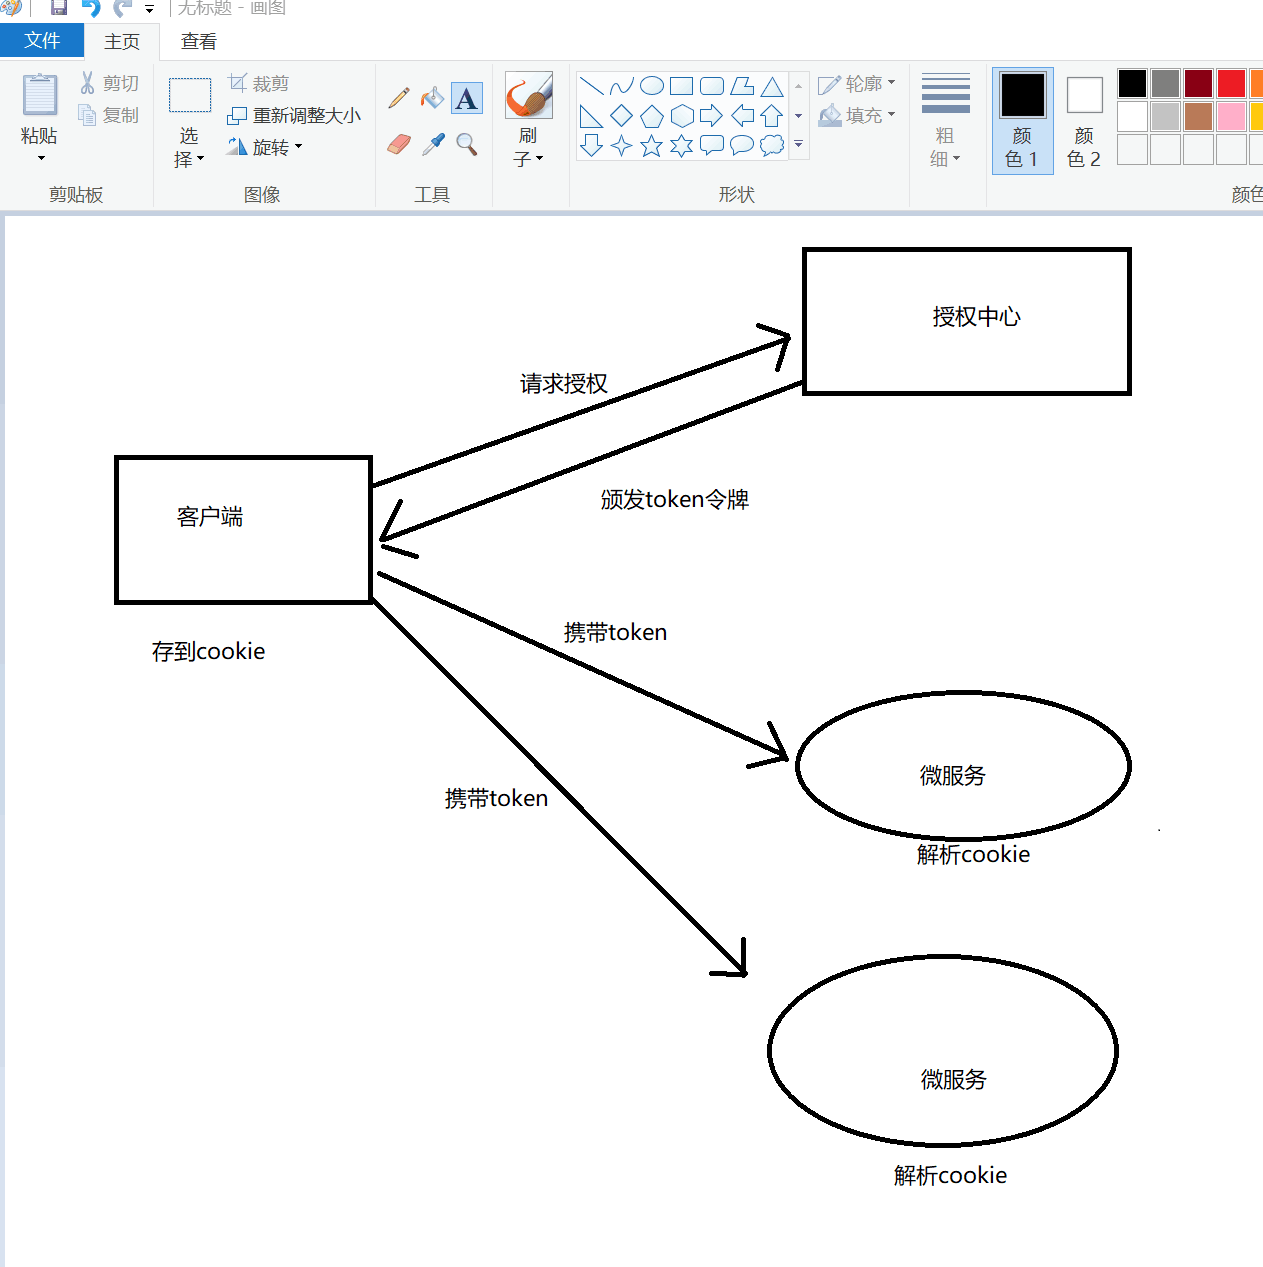 无标题 - 画图
文件
主页
查看
粘贴
剪切
复制
剪贴板
选
择
裁剪
重新调整大小
旋转
图像
A
工具
刷
子
形状
轮廓
填充
粗
细
颜
色 1
颜
色 2
颜色
授权中心
请求授权
颁发token令牌
客户端
存到cookie
携带token
携带token
微服务
解析cookie
微服务
解析cookie